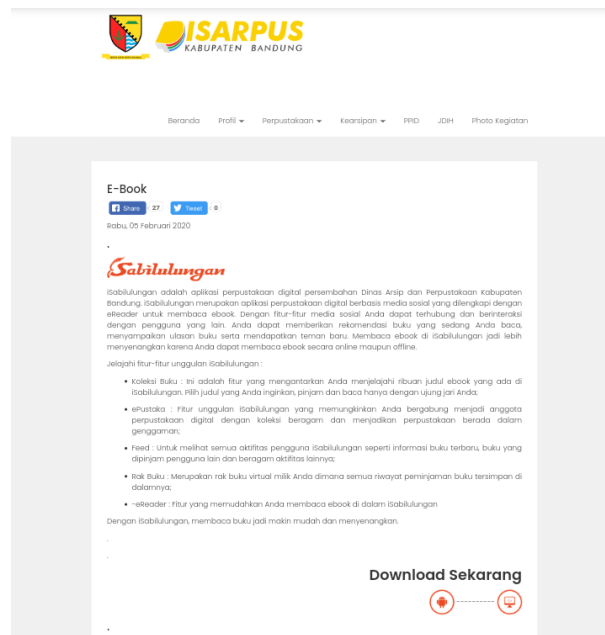 DISARPUS
KABUPATEN BANDUNG
Beranda Profil Perpustakaan Kearsipan PPID JDIH Photo Kegiatan
E-Book
Share 27 Tweet 0
Rabu, 05 Februari 2020
iSabilulungan
iSabilulungan adalah aplikasi perpustakaan digital persembahan Dinas Arsip dan Perpustakaan Kabupaten
Bandung. iSabilulungan merupakan aplikasi perpustakaan digital berbasis media sosial yang dilengkapi dengan
eReader untuk membaca ebook. Dengan fitur-fitur media sosial Anda dapat terhubung dan berinteraksi
dengan pengguna yang lain. Anda dapat memberikan rekomendasi buku yang sedang Anda baca,
menyampaikan ulasan buku serta mendapatkan teman baru. Membaca ebook di iSabilulungan jadi lebih
menyenangkan karena Anda dapat membaca ebook secara online maupun offline.
Jelajahi fitur-fitur unggulan iSabilulungan :
• Koleksi Buku : Ini adalah fitur yang mengantarkan Anda menjelajahi ribuan judul ebook yang ada di
iSabilulungan. Pilih judul yang Anda inginkan, pinjam dan baca hanya dengan ujung jari Anda;
• ePustaka : Fitur unggulan iSabilulungan yang memungkinkan Anda bergabung menjadi anggota
perpustakaan digital dengan koleksi beragam dan menjadikan perpustakaan berada dalam
genggaman;
• Feed : Untuk melihat semua aktifitas pengguna iSabilulungan seperti informasi buku terbaru, buku yang
dipinjam pengguna lain dan beragam aktifitas lainnya;
• Rak Buku : Merupakan rak buku virtual milik Anda dimana semua riwayat peminjaman buku tersimpan di
dalamnya;
• -eReader : Fitur yang memudahkan Anda membaca ebook di dalam iSabilulungan
Dengan iSabilulungan, membaca buku jadi makin mudah dan menyenangkan.
Download Sekarang